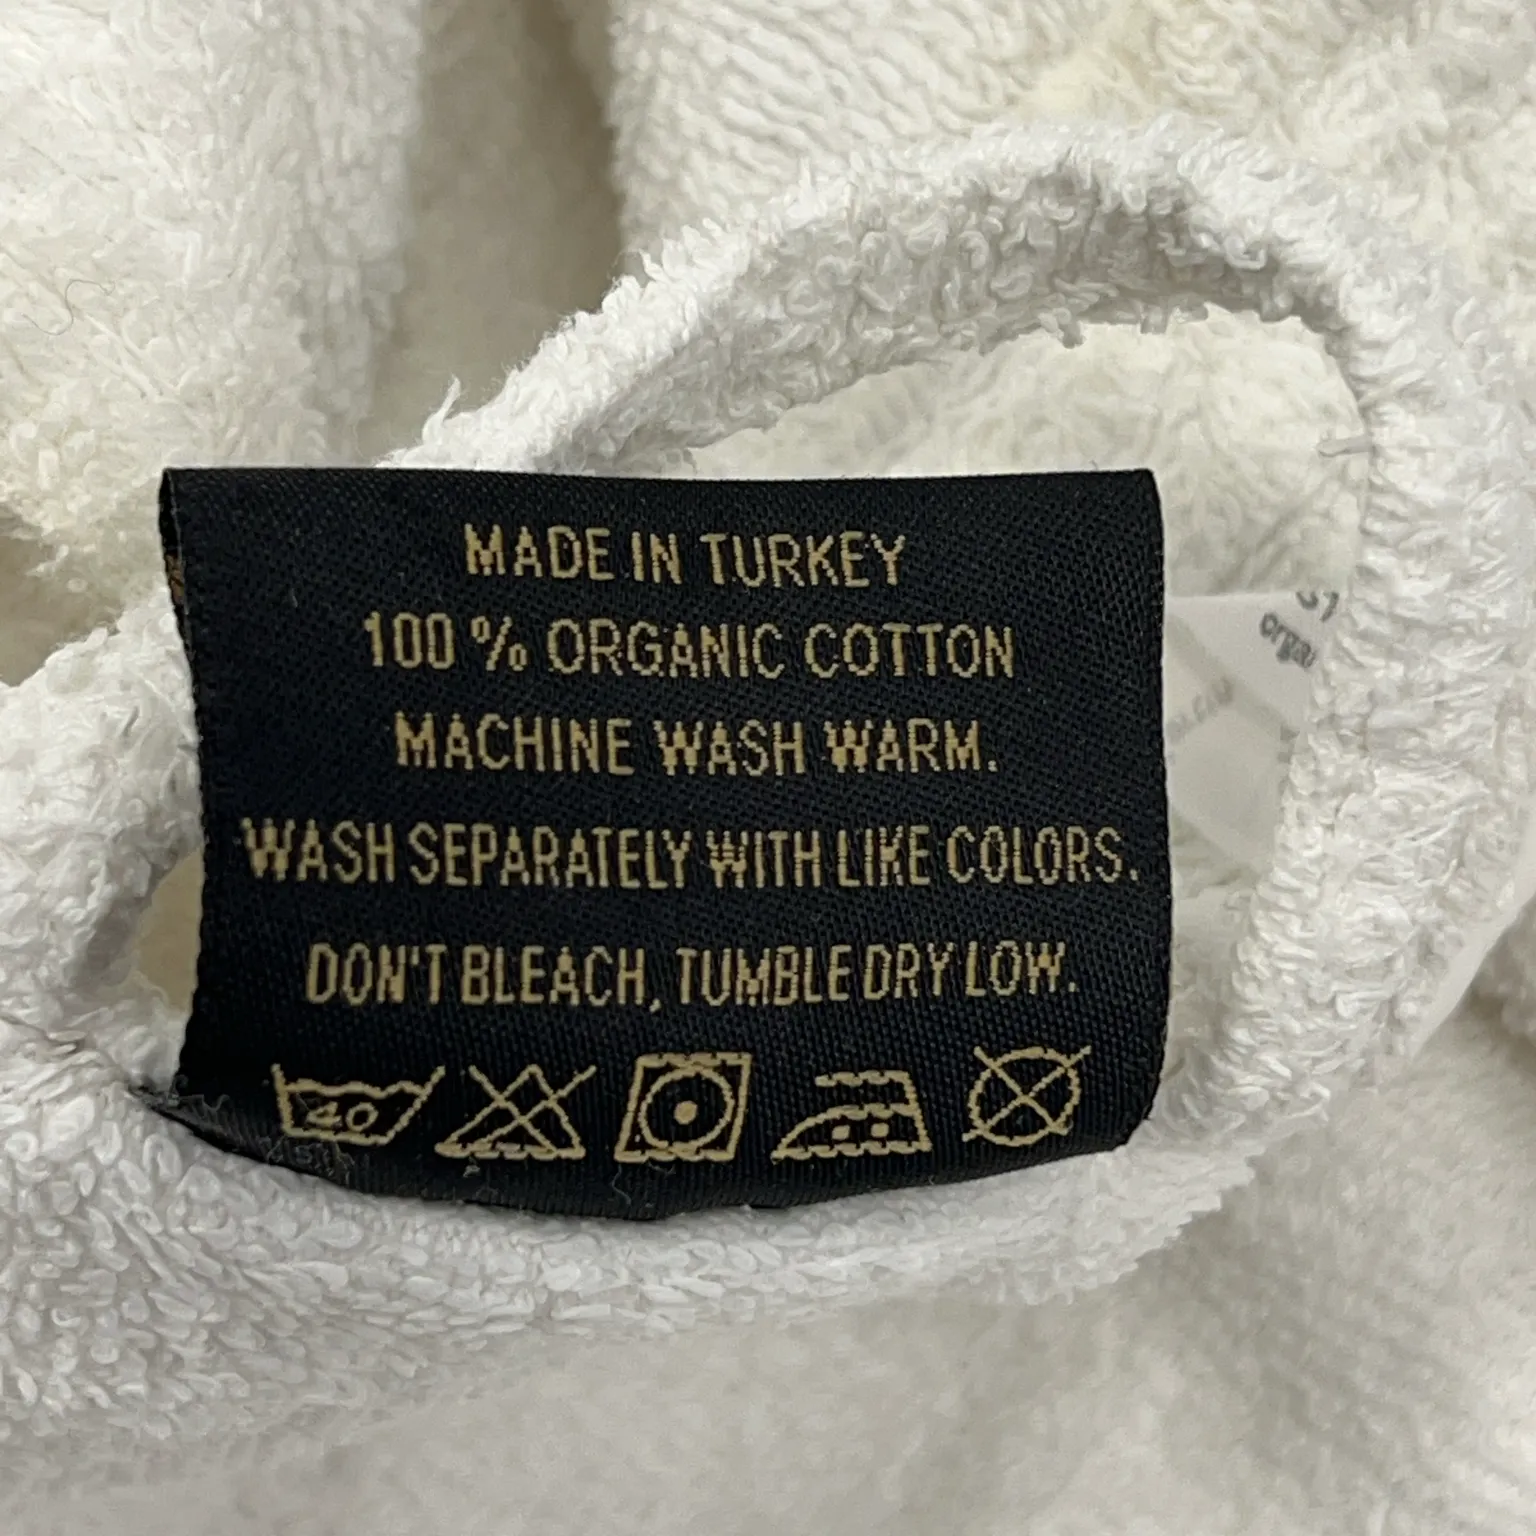 MADE IN TURKEY
100 % ORGANIC COTTON
MACHINE WASH WARM.
WASH SEPARATELY WITH LIKE COLORS.
DON'T BLEACH, TUMBLE DRY LOW.
40